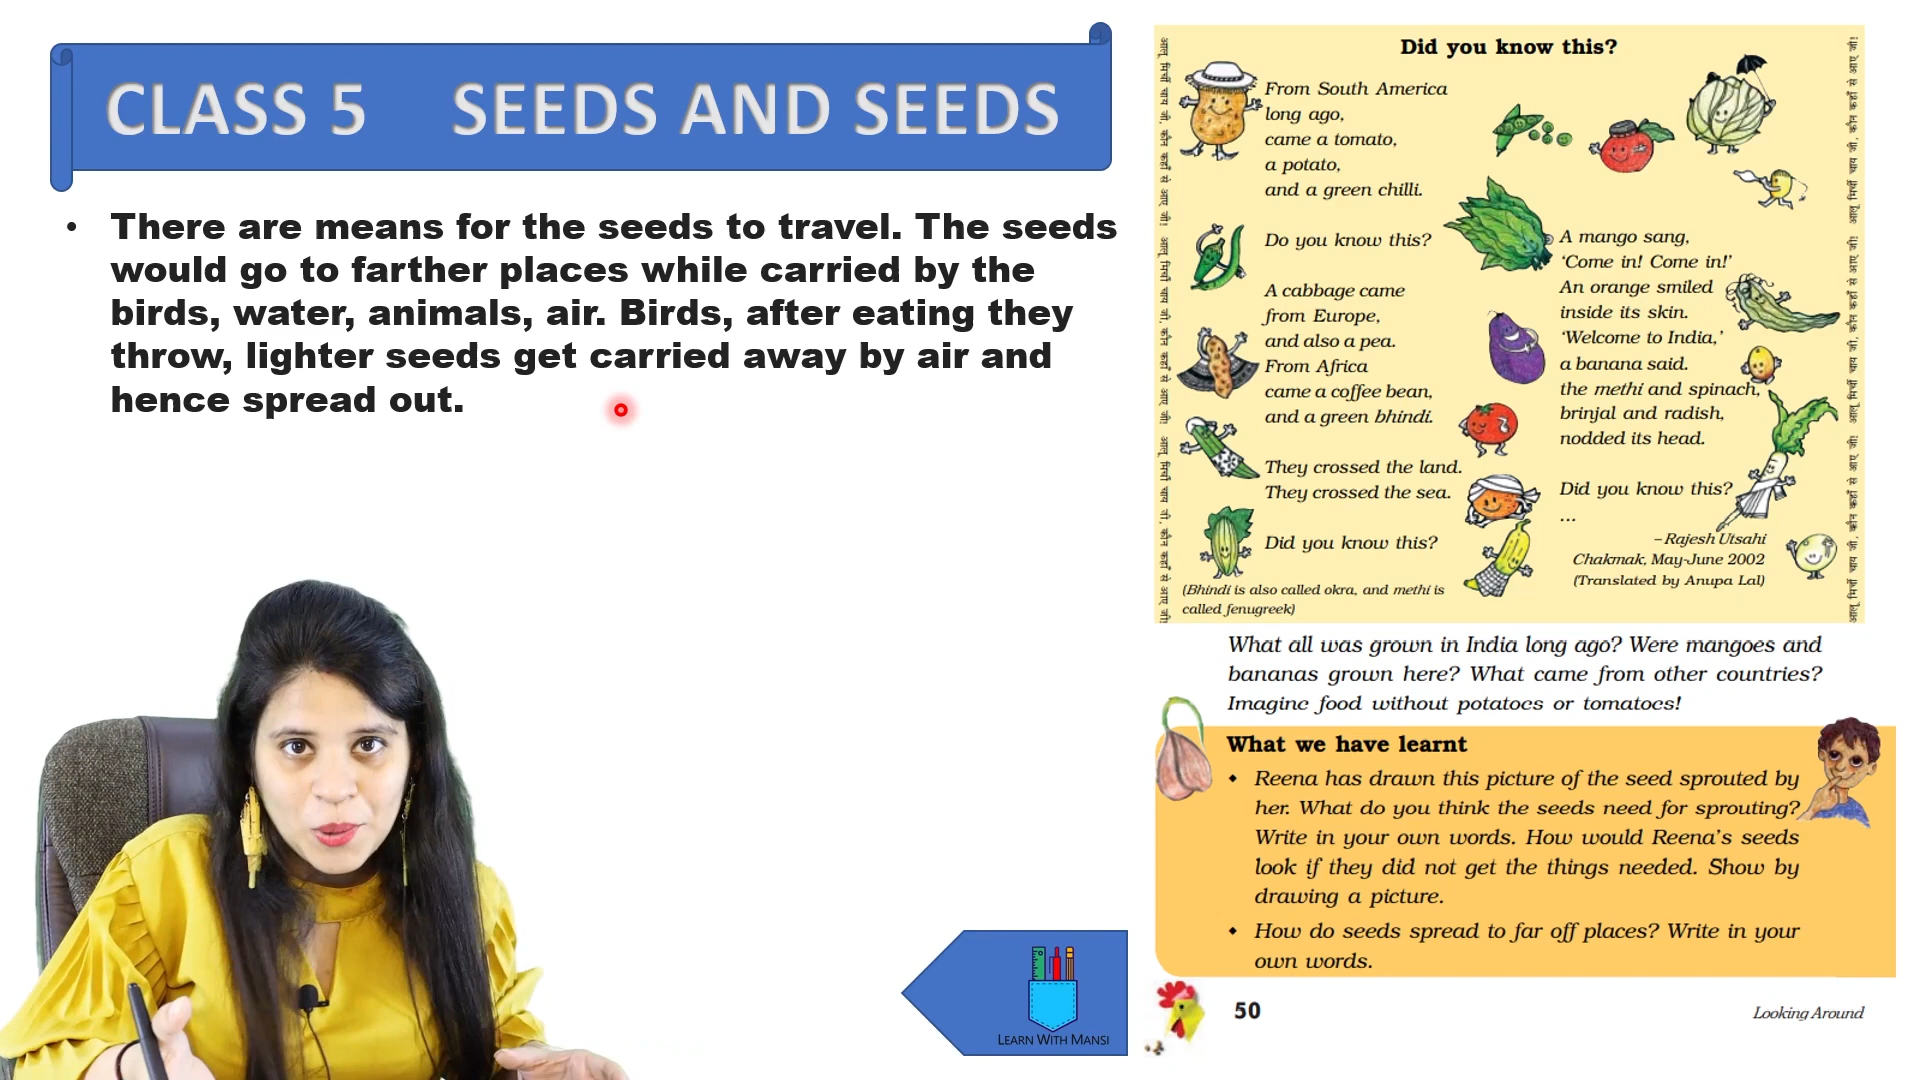 CLASS 5 SEEDS AND SEEDS
• There are means for the seeds to travel. The seeds
would go to farther places while carried by the
birds, water, animals, air. Birds, after eating they
throw, lighter seeds get carried away by air and
hence spread out.
LEARN WITH MANSI
Did you know this?
From South America
long ago,
came a tomato,
a potato,
and a green chilli.
Do you know this?
A cabbage came
from Europe,
and also a pea.
From Africa
came a coffee bean,
and a green bhindi.
They crossed the land.
They crossed the sea.
Did you know this?
(Bhindi is also called okra, and methi is
called fenugreek)
A mango sang,
‘Come in! Come in!’
An orange smiled
inside its skin.
‘Welcome to India,’
a banana said.
the methi and spinach,
brinjal and radish,
nodded its head.
Did you know this?
...
– Rajesh Utsahi
Chakmak, May-June 2002
(Translated by Anupa Lal)
What all was grown in India long ago? Were mangoes and
bananas grown here? What came from other countries?
Imagine food without potatoes or tomatoes!
What we have learnt
◆ Reena has drawn this picture of the seed sprouted by
her. What do you think the seeds need for sprouting?
Write in your own words. How would Reena’s seeds
look if they did not get the things needed. Show by
drawing a picture.
◆ How do seeds spread to far off places? Write in your
own words.
50
Looking Around